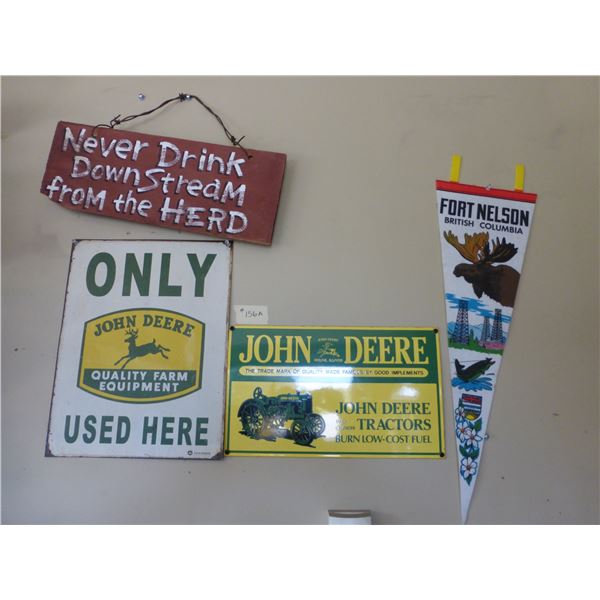 Never Drink
DownStream
from the HERD
ONLY
JOHN DEERE
QUALITY FARM
EQUIPMENT
USED HERE
#156A
JOHN DEERE
THE TRADE MARK OF QUALITY MADE FAMOUS BY GOOD IMPLEMENTS
JOHN DEERE
TRACTORS
BURN LOW-COST FUEL
FORT NELSON
BRITISH COLUMBIA